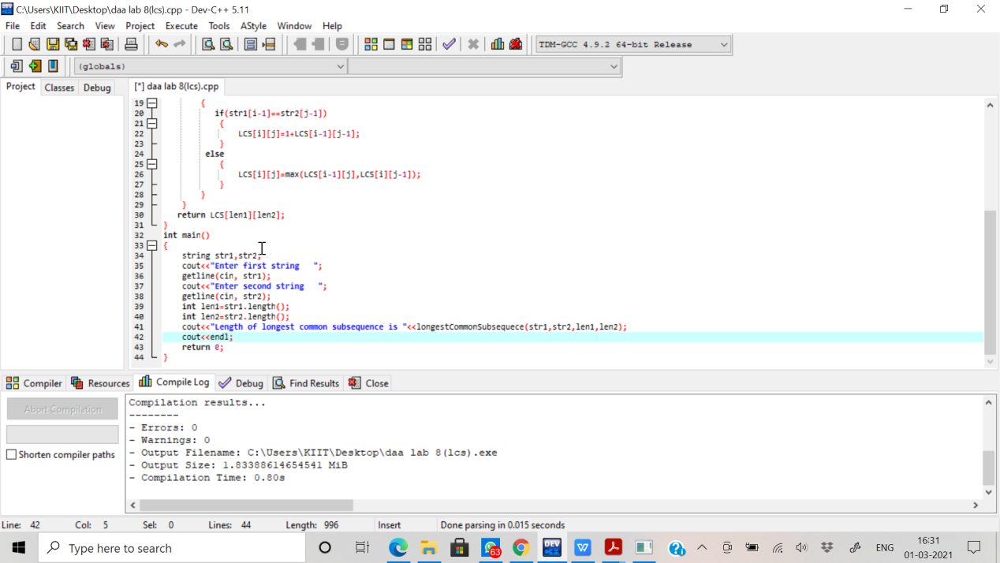 C:\Users\KIIT\Desktop\daa lab 8(lcs).cpp - Dev-C++ 5.11
File Edit Search View Project Execute Tools AStyle Window Help
TDM-GCC 4.9.2 64-bit Release
(globals)
Project Classes Debug
[*] daa lab 8(lcs).cpp
19 {
20 if(str1[i-1]==str2[j-1])
21 {
22 LCS[i][j]=1+LCS[i-1][j-1];
23 }
24 else
25 {
26 LCS[i][j]=max(LCS[i-1][j],LCS[i][j-1]);
27 }
28 }
29 }
30 return LCS[len1][len2];
31 }
32 int main()
33 {
34 string str1,str2;
35 cout<<"Enter first string   ";
36 getline(cin, str1);
37 cout<<"Enter second string   ";
38 getline(cin, str2);
39 int len1=str1.length();
40 int len2=str2.length();
41 cout<<"Length of longest common subsequence is "<<longestCommonSubsequece(str1,str2,len1,len2);
42 cout<<endl;
43 return 0;
44 }
Compiler Resources Compile Log Debug Find Results Close
Abort Compilation
Shorten compiler paths
Compilation results...
--------
- Errors: 0
- Warnings: 0
- Output Filename: C:\Users\KIIT\Desktop\daa lab 8(lcs).exe
- Output Size: 1.83388614654541 MiB
- Compilation Time: 0.80s
Line: 42 Col: 5 Sel: 0 Lines: 44 Length: 996 Insert Done parsing in 0.015 seconds
Type here to search
63
DEV
ENG
16:31
01-03-2021